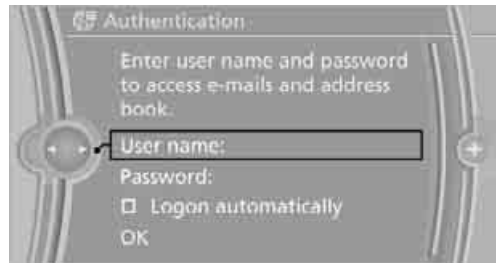 Authentication
Enter user name and password
to access e-mails and address
book.
User name:
Password:
Logon automatically
OK